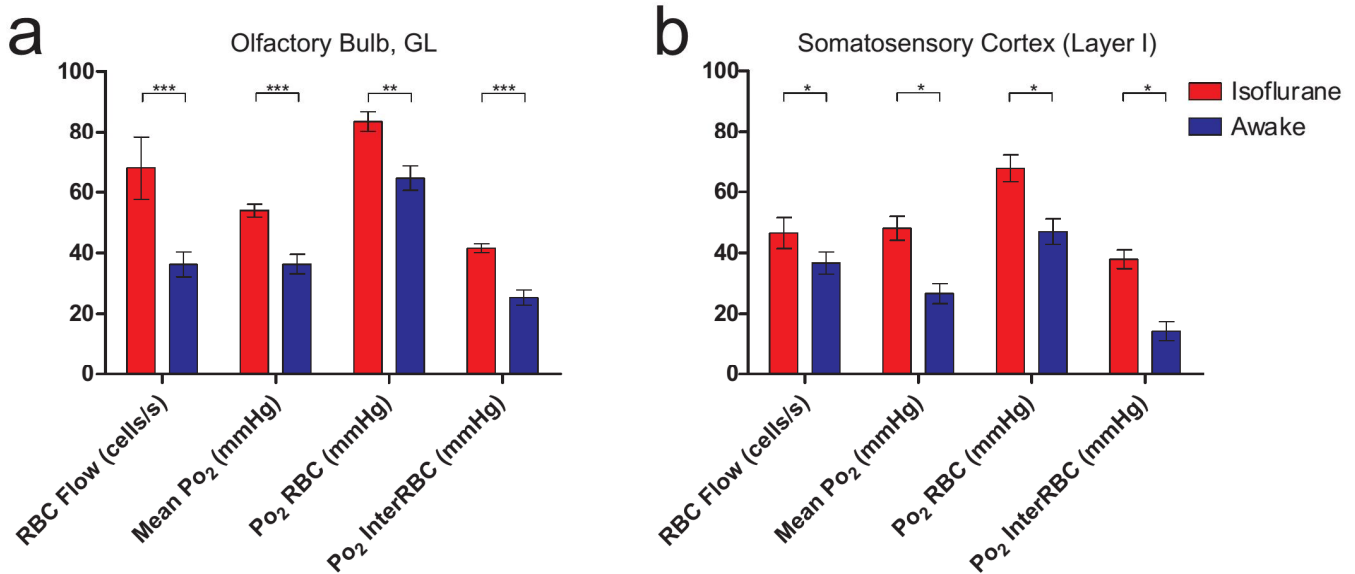 a
Olfactory Bulb, GL
100
80
60
40
20
0
***
***
**
***
RBC Flow (cells/s)
Mean Po₂ (mmHg)
Po₂ RBC (mmHg)
Po₂ InterRBC (mmHg)
b
Somatosensory Cortex (Layer I)
100
80
60
40
20
0
*
*
*
*
RBC Flow (cells/s)
Mean Po₂ (mmHg)
Po₂ RBC (mmHg)
Po₂ InterRBC (mmHg)
Isoflurane
Awake